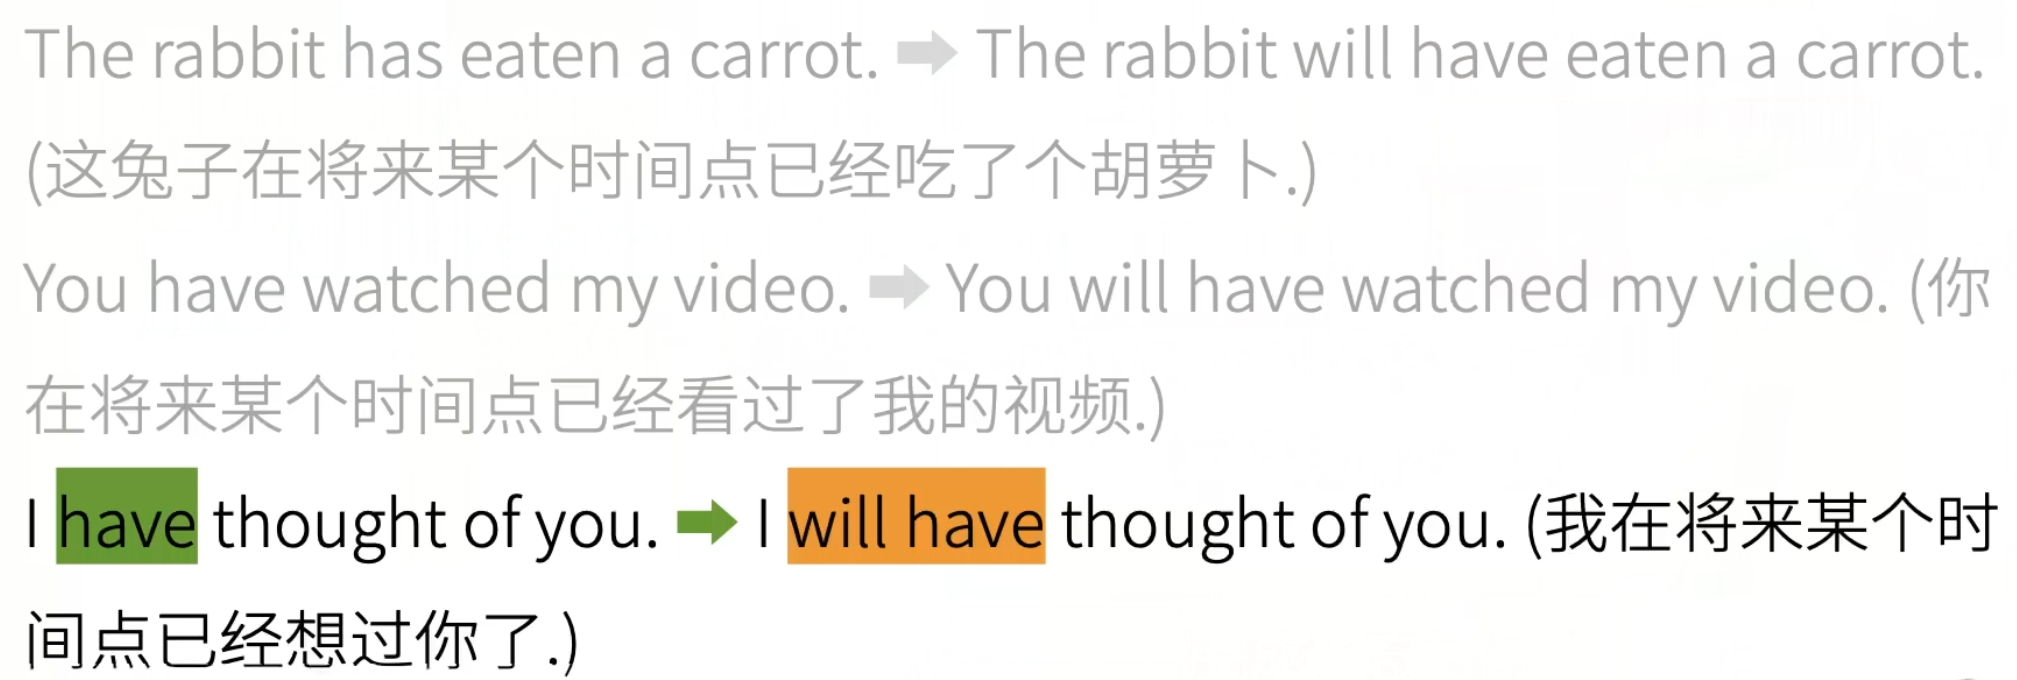 The rabbit has eaten a carrot. ➡ The rabbit will have eaten a carrot.
(这兔子在将来某个时间点已经吃了个胡萝卜.)
You have watched my video. ➡ You will have watched my video. (你
在将来某个时间点已经看过了我的视频.)
I have thought of you. ➡ I will have thought of you. (我在将来某个时
间点已经想过你了.)